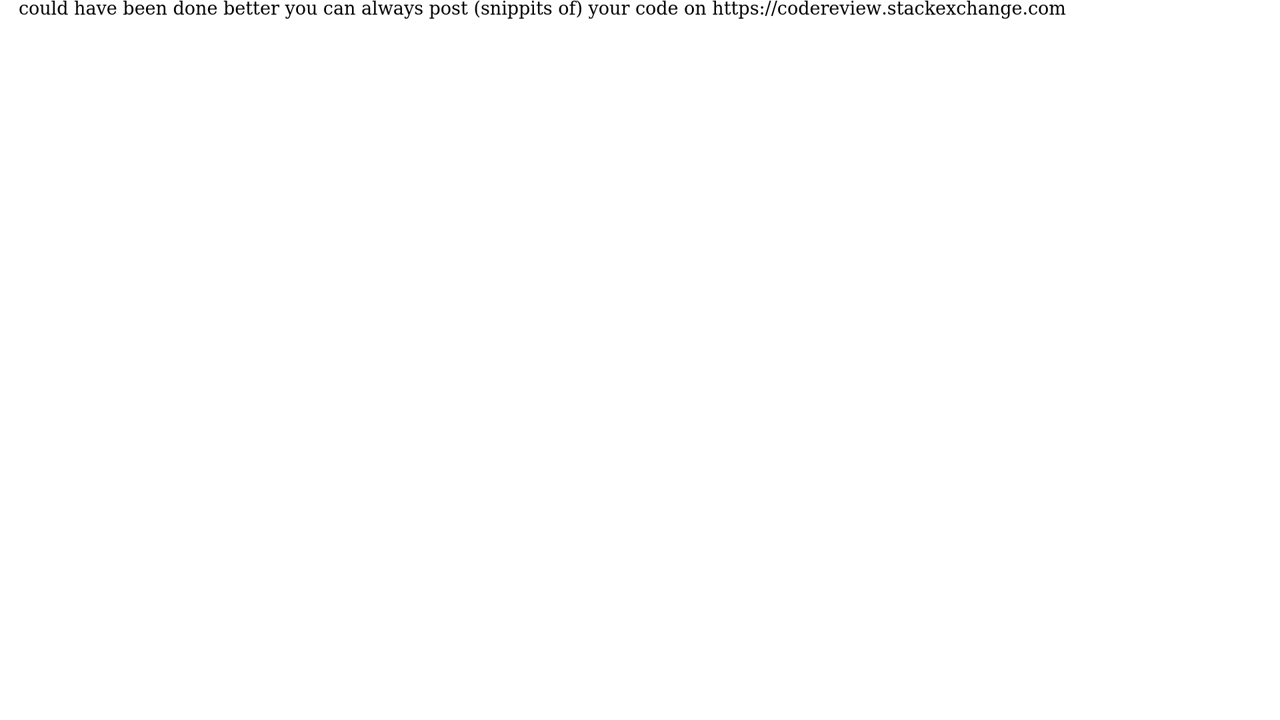 could have been done better you can always post (snippits of) your code on https://codereview.stackexchange.com